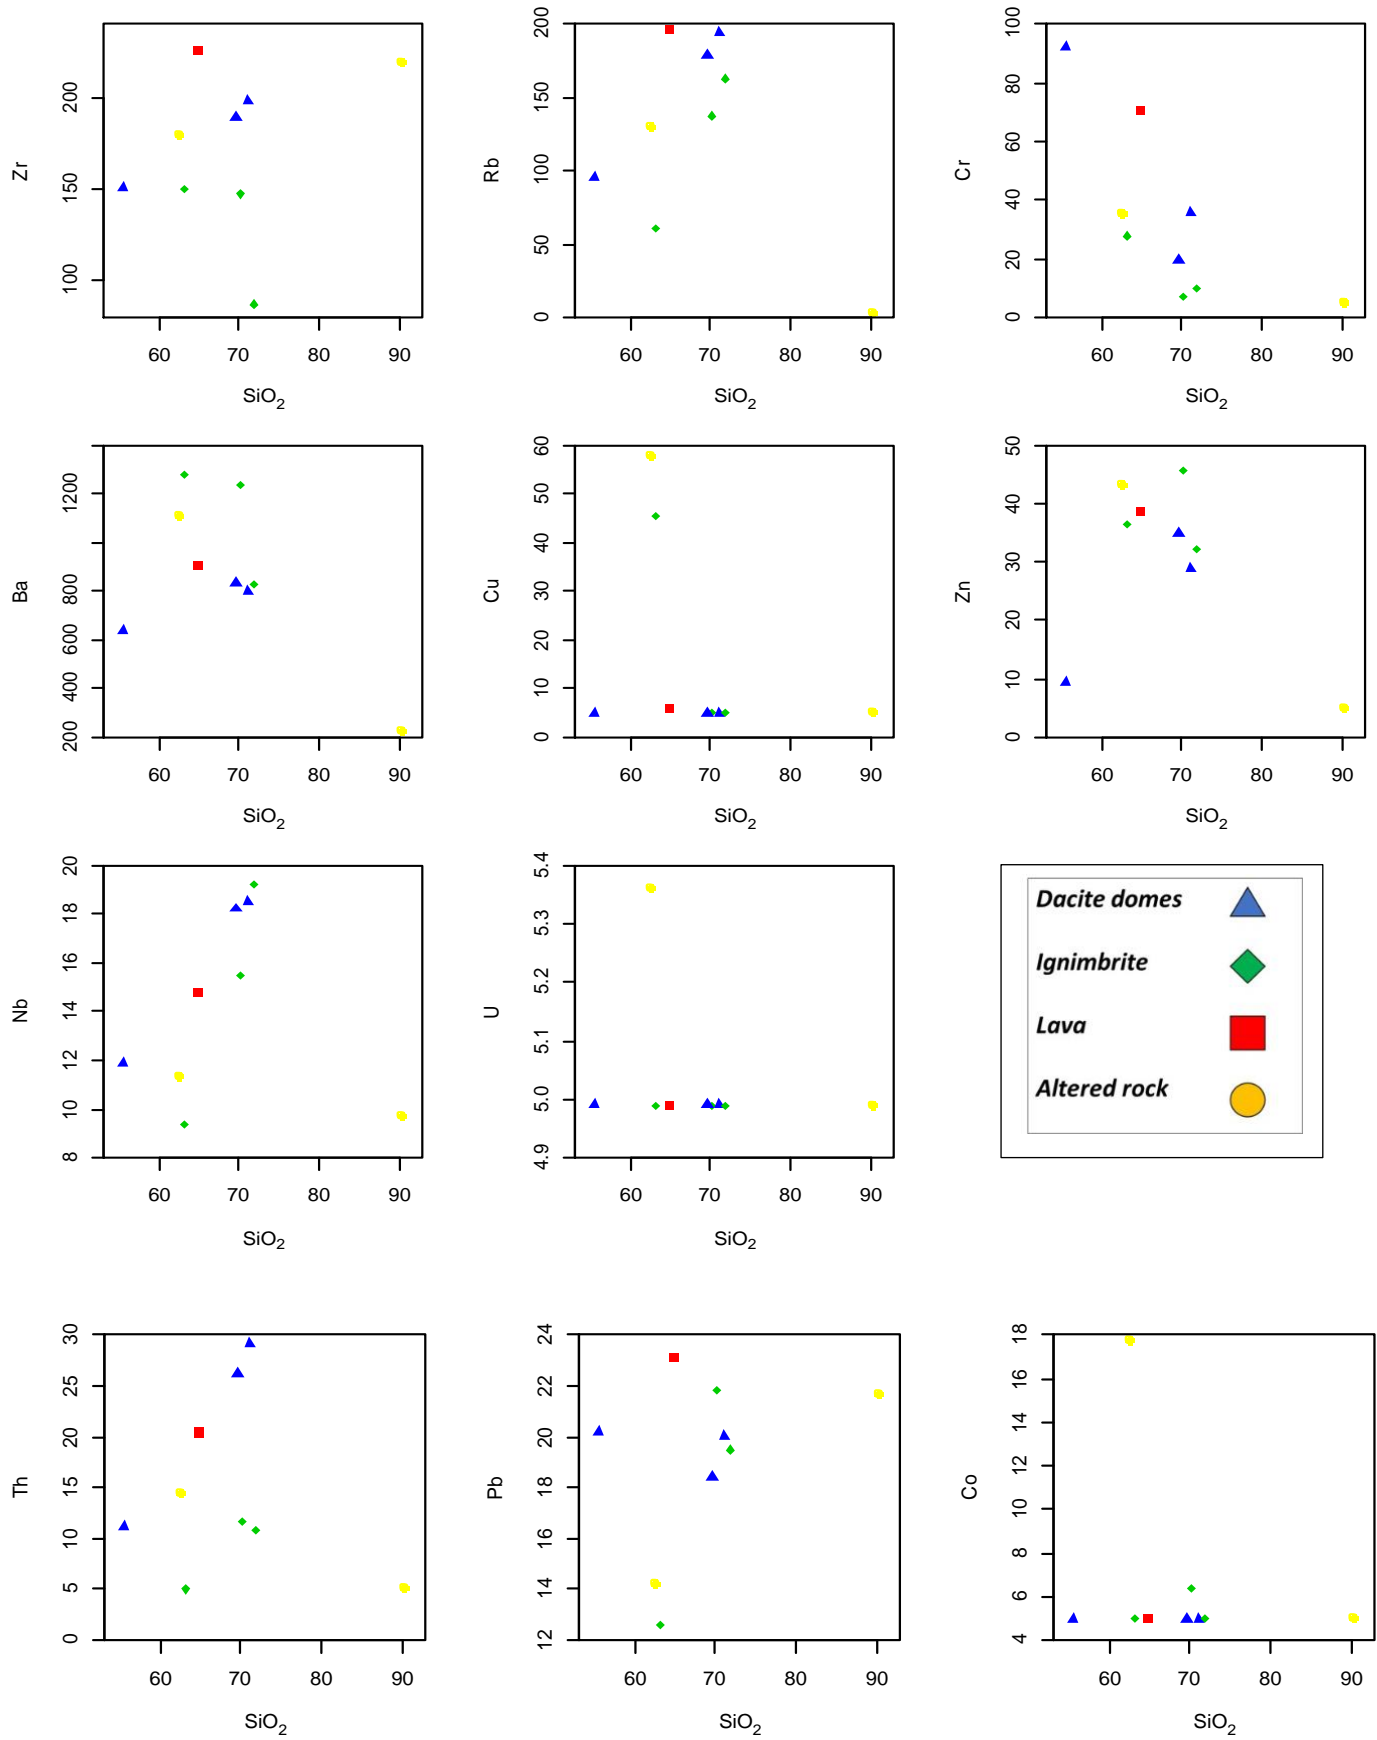 Zr
100
150
200
60 70 80 90
SiO2
Rb
0
50
100
150
200
60 70 80 90
SiO2
Cr
0
20
40
60
80
100
60 70 80 90
SiO2
Ba
200
400
600
800
1200
60 70 80 90
SiO2
Cu
0
10
20
30
40
50
60
60 70 80 90
SiO2
Zn
0
10
20
30
40
50
60 70 80 90
SiO2
Nb
8
10
12
14
16
18
20
60 70 80 90
SiO2
U
4.9
5.0
5.1
5.2
5.3
5.4
60 70 80 90
SiO2
Dacite domes
Ignimbrite
Lava
Altered rock
Th
0
5
10
15
20
25
30
60 70 80 90
SiO2
Pb
12
14
16
18
20
22
24
60 70 80 90
SiO2
Co
4
6
8
10
12
14
16
18
60 70 80 90
SiO2